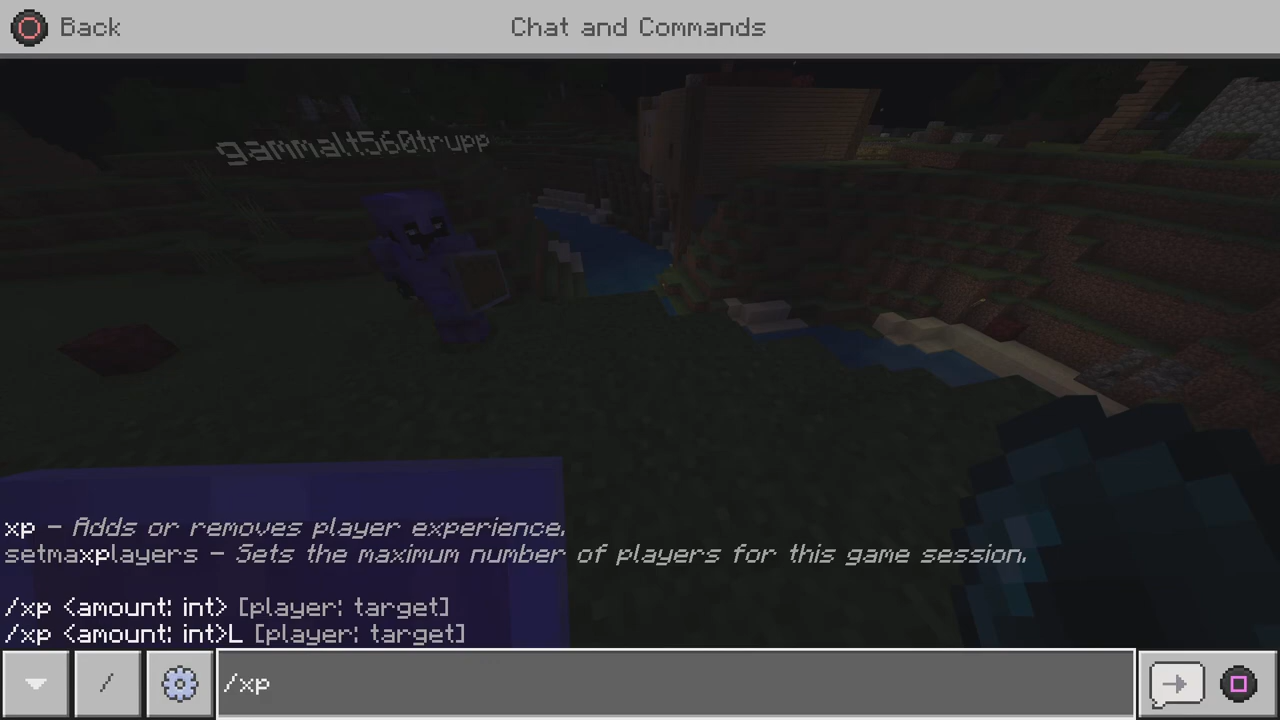 Back
Chat and Commands
gammalt560trupp
xp - Adds or removes player experience.
setmaxplayers - Sets the maximum number of players for this game session.
/xp <amount: int> [player: target]
/xp <amount: int>L [player: target]
/
/xp